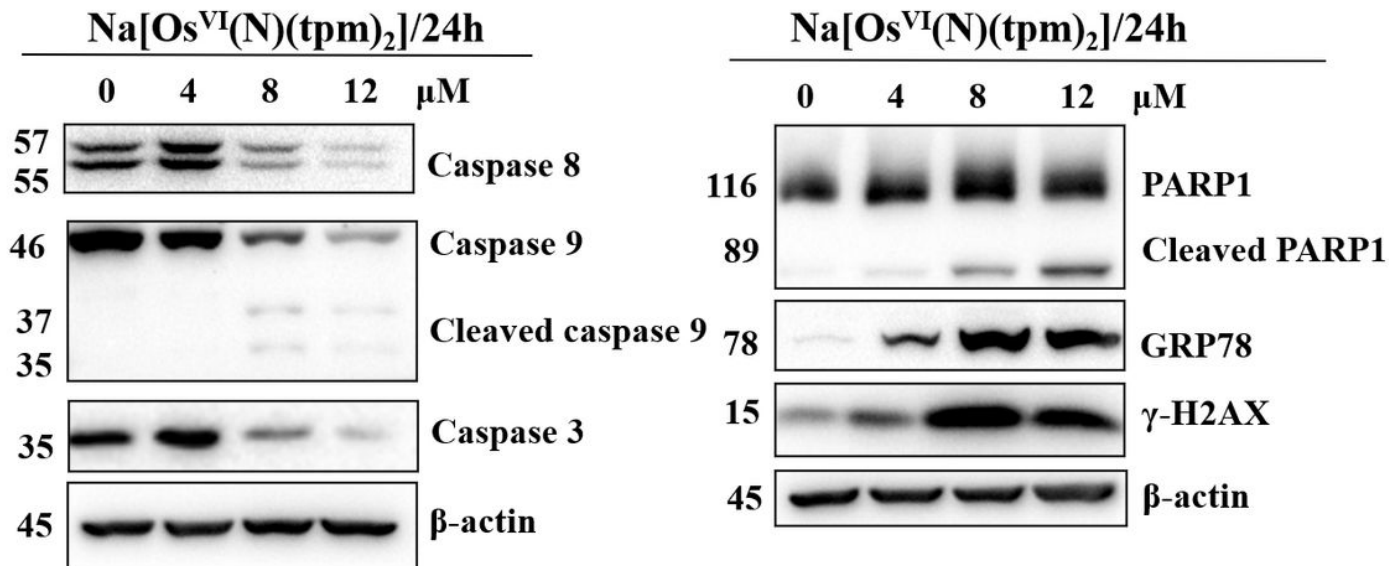 Na[Os^VI(N)(tpm)₂]/24h
0 4 8 12 μM
57
55
Caspase 8
46
Caspase 9
37
35
Cleaved caspase 9
35
Caspase 3
45
β-actin
Na[Os^VI(N)(tpm)₂]/24h
0 4 8 12 μM
116
PARP1
89
Cleaved PARP1
78
GRP78
15
γ-H2AX
45
β-actin